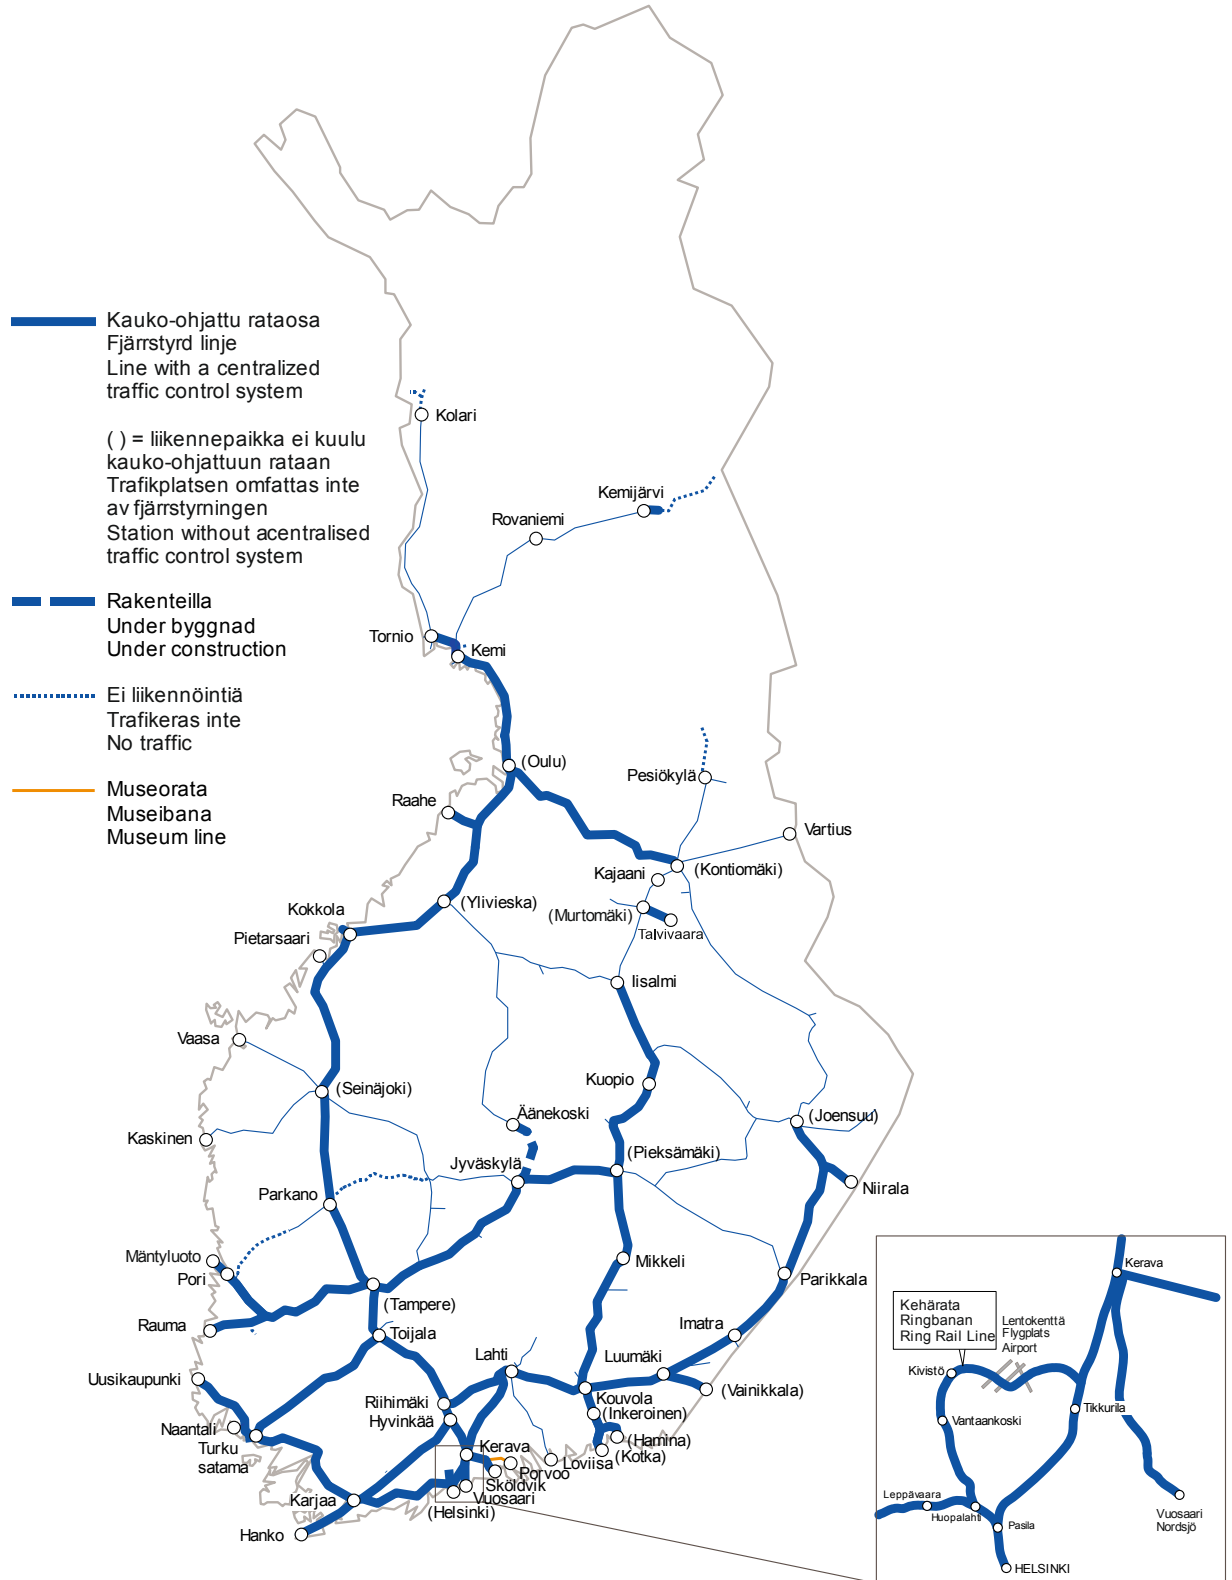 Kauko-ohjattu rataosa
Fjärrstyrd linje
Line with a centralized
traffic control system
( ) = liikennepaikka ei kuulu
kauko-ohjattuun rataan
Trafikplatsen omfattas inte
av fjärrstyrningen
Station without acentralised
traffic control system
Rakenteilla
Under byggnad
Under construction
Ei liikennöintiä
Trafikeras inte
No traffic
Museorata
Museibana
Museum line
Kolari
Kemijärvi
Rovaniemi
Tornio
Kemi
(Oulu)
Pesiökylä
Raahe
Vartius
(Kontiomäki)
Kajaani
(Ylivieska)
(Murtomäki)
Talvivaara
Kokkola
Pietarsaari
Iisalmi
Vaasa
Kuopio
(Seinäjoki)
Äänekoski
(Joensuu)
Kaskinen
(Pieksämäki)
Jyväskylä
Niirala
Parkano
Mäntyluoto
Pori
Mikkeli
Parikkala
(Tampere)
Rauma
Toijala
Imatra
Lahti
Luumäki
Uusikaupunki
(Vainikkala)
Riihimäki
Kouvola
Hyvinkää
(Inkeroinen)
Naantali
(Hamina)
Turku
satama
Kerava
(Kotka)
Loviisa
Porvoo
Sköldvik
Vuosaari
Karjaa
(Helsinki)
Hanko
Kerava
Kehärata
Ringbanan
Ring Rail Line
Lentokenttä
Flygplats
Airport
Kivistö
Tikkurila
Vantaankoski
Leppävaara
Huopalahti
Pasila
Vuosaari
Nordsjö
HELSINKI